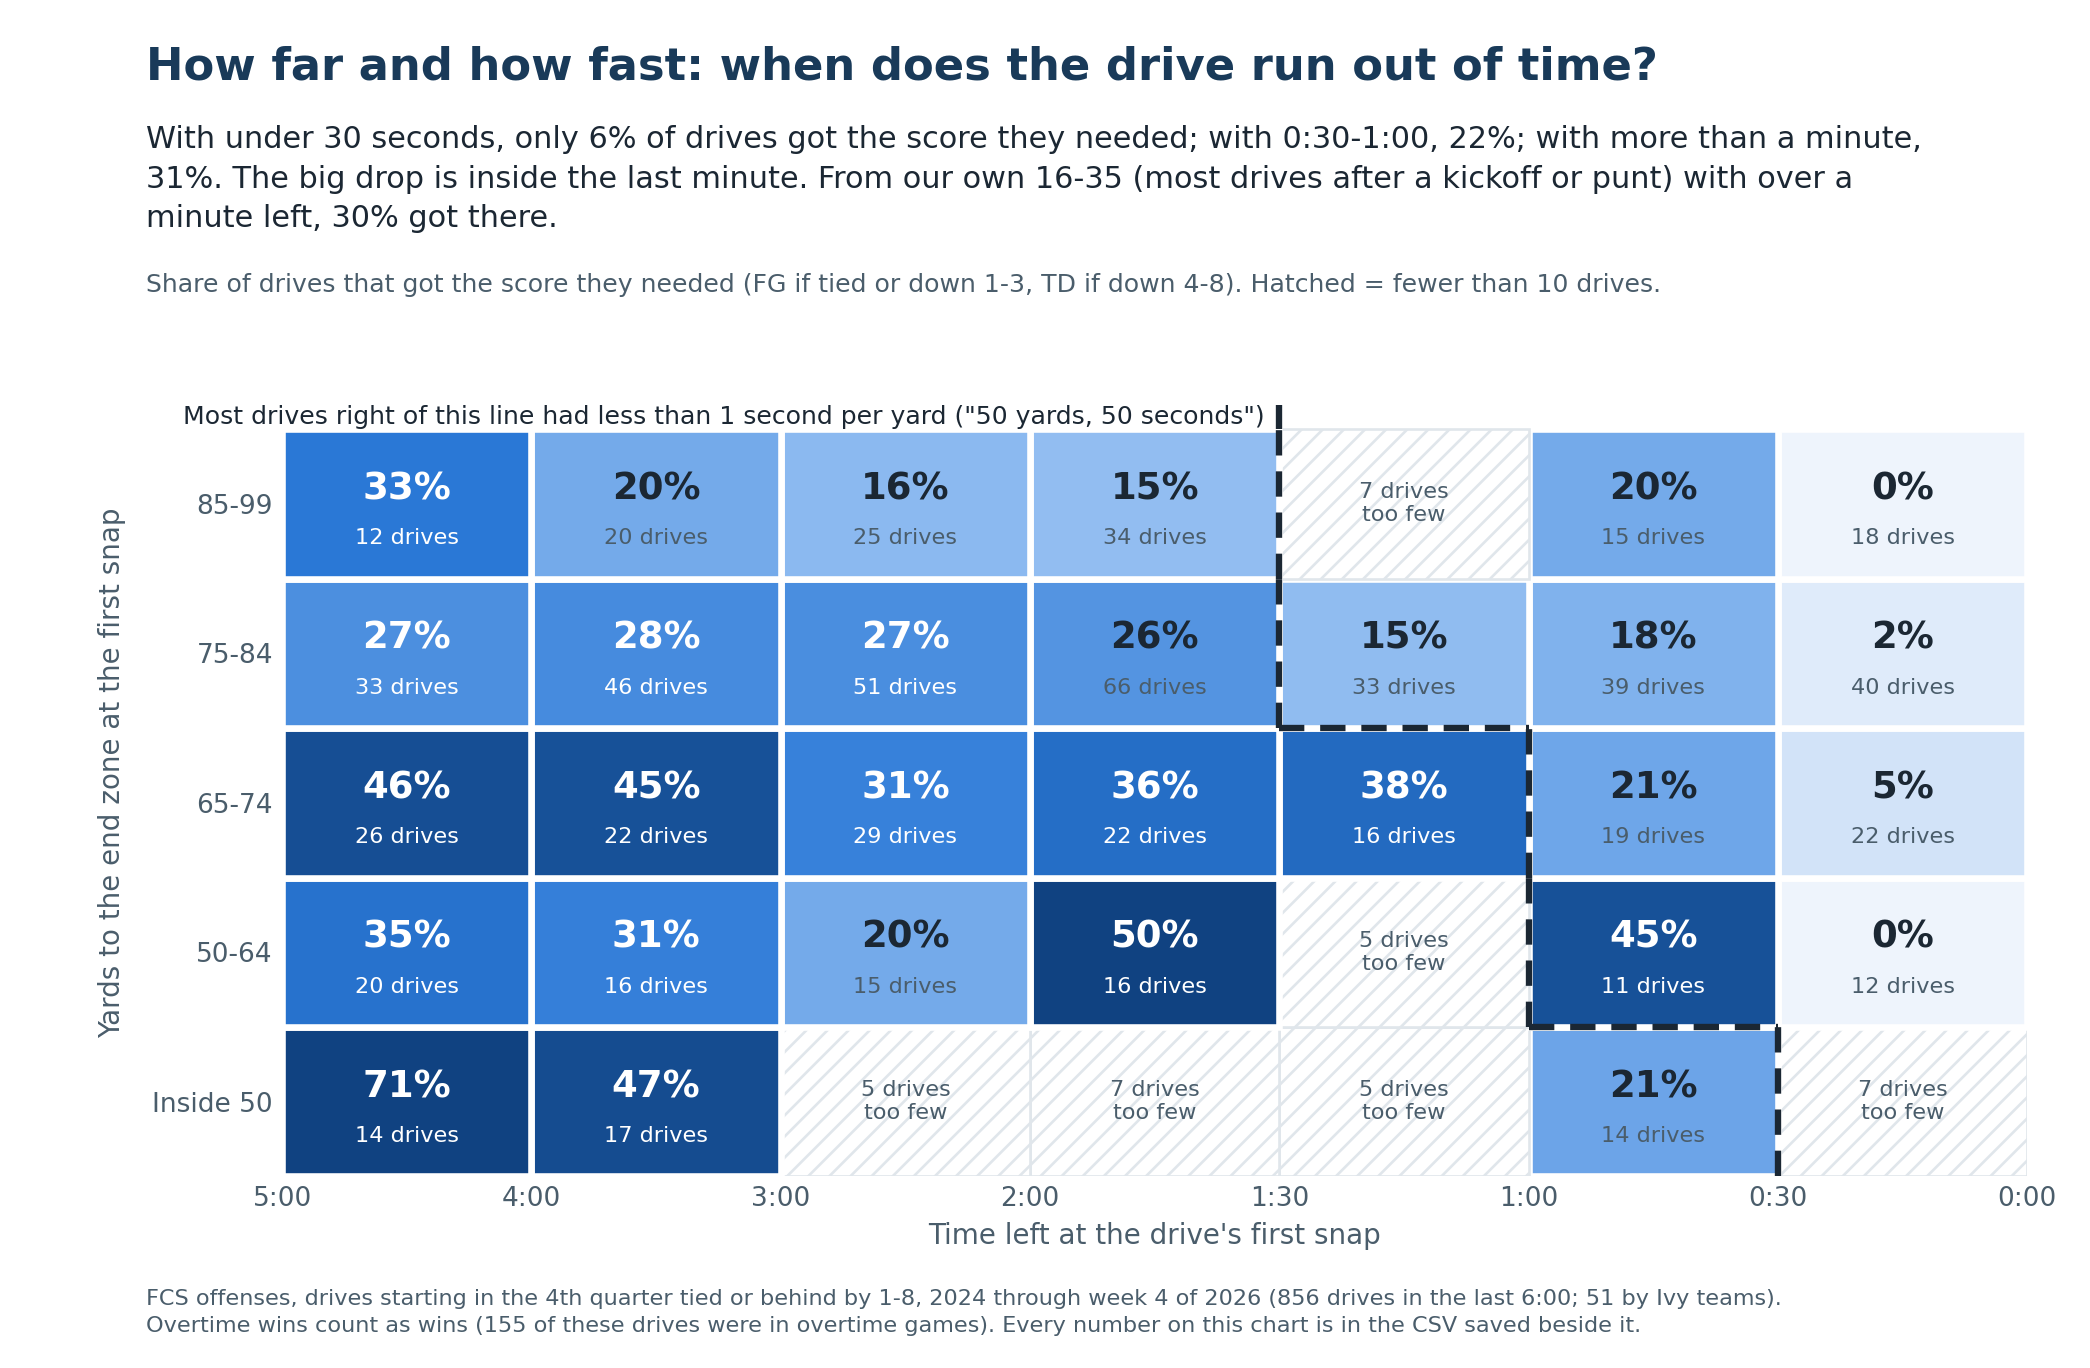 How far and how fast: when does the drive run out of time?
With under 30 seconds, only 6% of drives got the score they needed; with 0:30-1:00, 22%; with more than a minute,
31%. The big drop is inside the last minute. From our own 16-35 (most drives after a kickoff or punt) with over a
minute left, 30% got there.
Share of drives that got the score they needed (FG if tied or down 1-3, TD if down 4-8). Hatched = fewer than 10 drives.
Most drives right of this line had less than 1 second per yard ("50 yards, 50 seconds")
Yards to the end zone at the first snap
85-99
33%
12 drives
20%
20 drives
16%
25 drives
15%
34 drives
7 drives
too few
20%
15 drives
0%
18 drives
75-84
27%
33 drives
28%
46 drives
27%
51 drives
26%
66 drives
15%
33 drives
18%
39 drives
2%
40 drives
65-74
46%
26 drives
45%
22 drives
31%
29 drives
36%
22 drives
38%
16 drives
21%
19 drives
5%
22 drives
50-64
35%
20 drives
31%
16 drives
20%
15 drives
50%
16 drives
5 drives
too few
45%
11 drives
0%
12 drives
Inside 50
71%
14 drives
47%
17 drives
5 drives
too few
7 drives
too few
5 drives
too few
21%
14 drives
7 drives
too few
5:00 4:00 3:00 2:00 1:30 1:00 0:30 0:00
Time left at the drive's first snap
FCS offenses, drives starting in the 4th quarter tied or behind by 1-8, 2024 through week 4 of 2026 (856 drives in the last 6:00; 51 by Ivy teams).
Overtime wins count as wins (155 of these drives were in overtime games). Every number on this chart is in the CSV saved beside it.